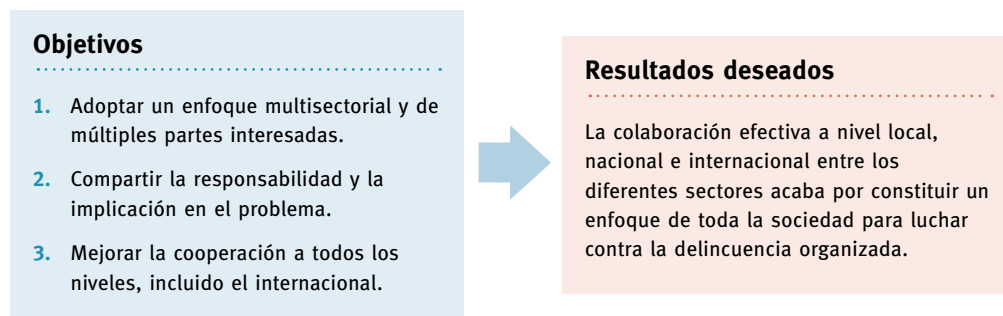 Objetivos
1. Adoptar un enfoque multisectorial y de
múltiples partes interesadas.
2. Compartir la responsabilidad y la
implicación en el problema.
3. Mejorar la cooperación a todos los
niveles, incluido el internacional.
Resultados deseados
La colaboración efectiva a nivel local,
nacional e internacional entre los
diferentes sectores acaba por constituir un
enfoque de toda la sociedad para luchar
contra la delincuencia organizada.